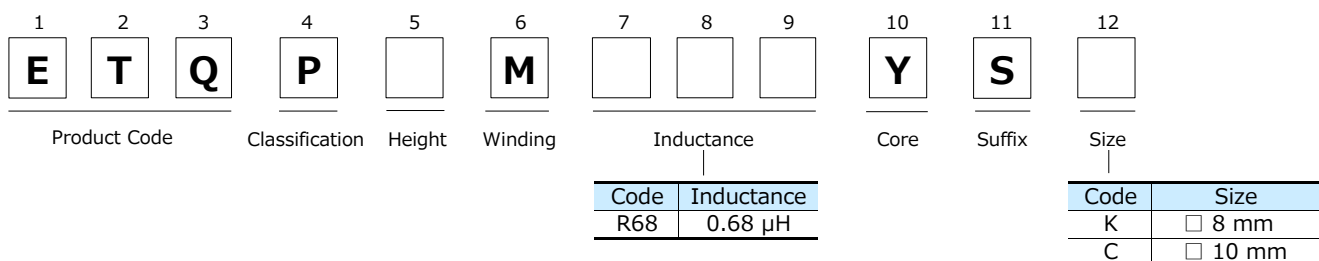 1 2 3 4 5 6 7 8 9 10 11 12
E T Q P M Y S
Product Code Classification Height Winding Inductance Core Suffix Size
Code Inductance
R68 0.68 μH
Code Size
K □ 8 mm
C □ 10 mm